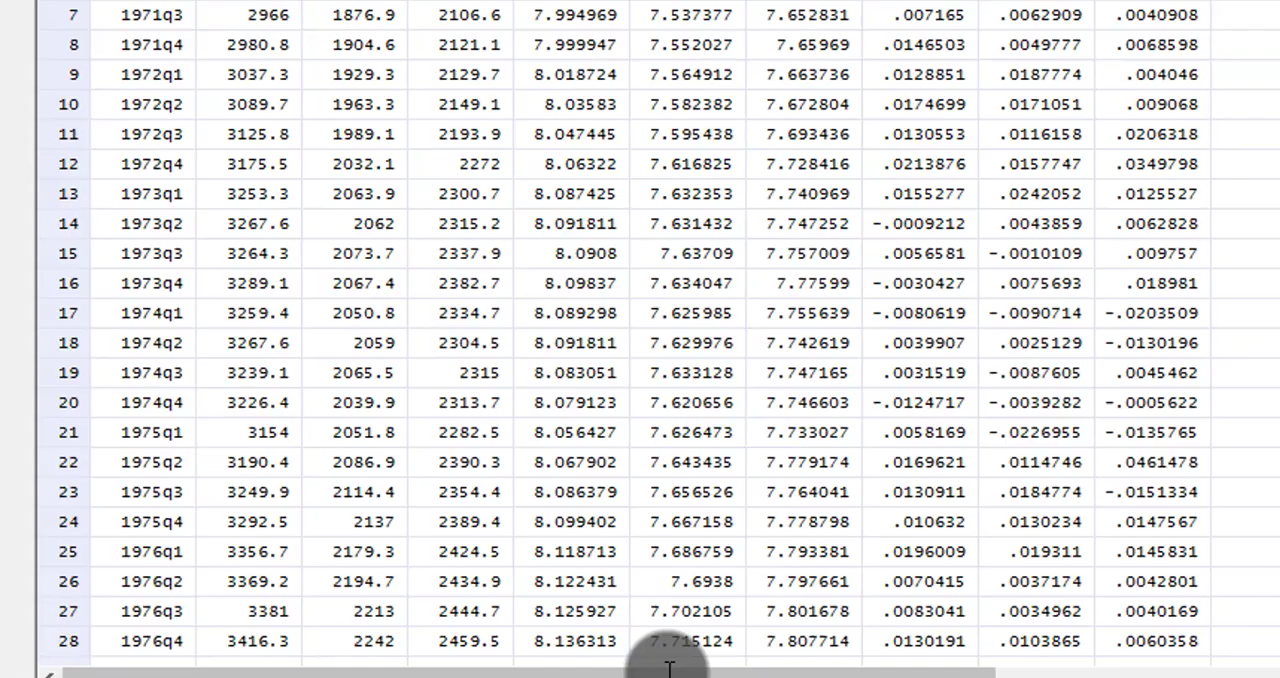 7 1971q3 2966 1876.9 2106.6 7.994969 7.537377 7.652831 .007165 .0062909 .0040908
8 1971q4 2980.8 1904.6 2121.1 7.999947 7.552027 7.65969 .0146503 .0049777 .0068598
9 1972q1 3037.3 1929.3 2129.7 8.018724 7.564912 7.663736 .0128851 .0187774 .004046
10 1972q2 3089.7 1963.3 2149.1 8.03583 7.582382 7.672804 .0174699 .0171051 .009068
11 1972q3 3125.8 1989.1 2193.9 8.047445 7.595438 7.693436 .0130553 .0116158 .0206318
12 1972q4 3175.5 2032.1 2272 8.06322 7.616825 7.728416 .0213876 .0157747 .0349798
13 1973q1 3253.3 2063.9 2300.7 8.087425 7.632353 7.740969 .0155277 .0242052 .0125527
14 1973q2 3267.6 2062 2315.2 8.091811 7.631432 7.747252 -.0009212 .0043859 .0062828
15 1973q3 3264.3 2073.7 2337.9 8.0908 7.63709 7.757009 .0056581 -.0010109 .009757
16 1973q4 3289.1 2067.4 2382.7 8.09837 7.634047 7.77599 -.0030427 .0075693 .018981
17 1974q1 3259.4 2050.8 2334.7 8.089298 7.625985 7.755639 -.0080619 -.0090714 -.0203509
18 1974q2 3267.6 2059 2304.5 8.091811 7.629976 7.742619 .0039907 .0025129 -.0130196
19 1974q3 3239.1 2065.5 2315 8.083051 7.633128 7.747165 .0031519 -.0087605 .0045462
20 1974q4 3226.4 2039.9 2313.7 8.079123 7.620656 7.746603 -.0124717 -.0039282 -.0005622
21 1975q1 3154 2051.8 2282.5 8.056427 7.626473 7.733027 .0058169 -.0226955 -.0135765
22 1975q2 3190.4 2086.9 2390.3 8.067902 7.643435 7.779174 .0169621 .0114746 .0461478
23 1975q3 3249.9 2114.4 2354.4 8.086379 7.656526 7.764041 .0130911 .0184774 -.0151334
24 1975q4 3292.5 2137 2389.4 8.099402 7.667158 7.778798 .010632 .0130234 .0147567
25 1976q1 3356.7 2179.3 2424.5 8.118713 7.686759 7.793381 .0196009 .019311 .0145831
26 1976q2 3369.2 2194.7 2434.9 8.122431 7.6938 7.797661 .0070415 .0037174 .0042801
27 1976q3 3381 2213 2444.7 8.125927 7.702105 7.801678 .0083041 .0034962 .0040169
28 1976q4 3416.3 2242 2459.5 8.136313 7.715124 7.807714 .0130191 .0103865 .0060358